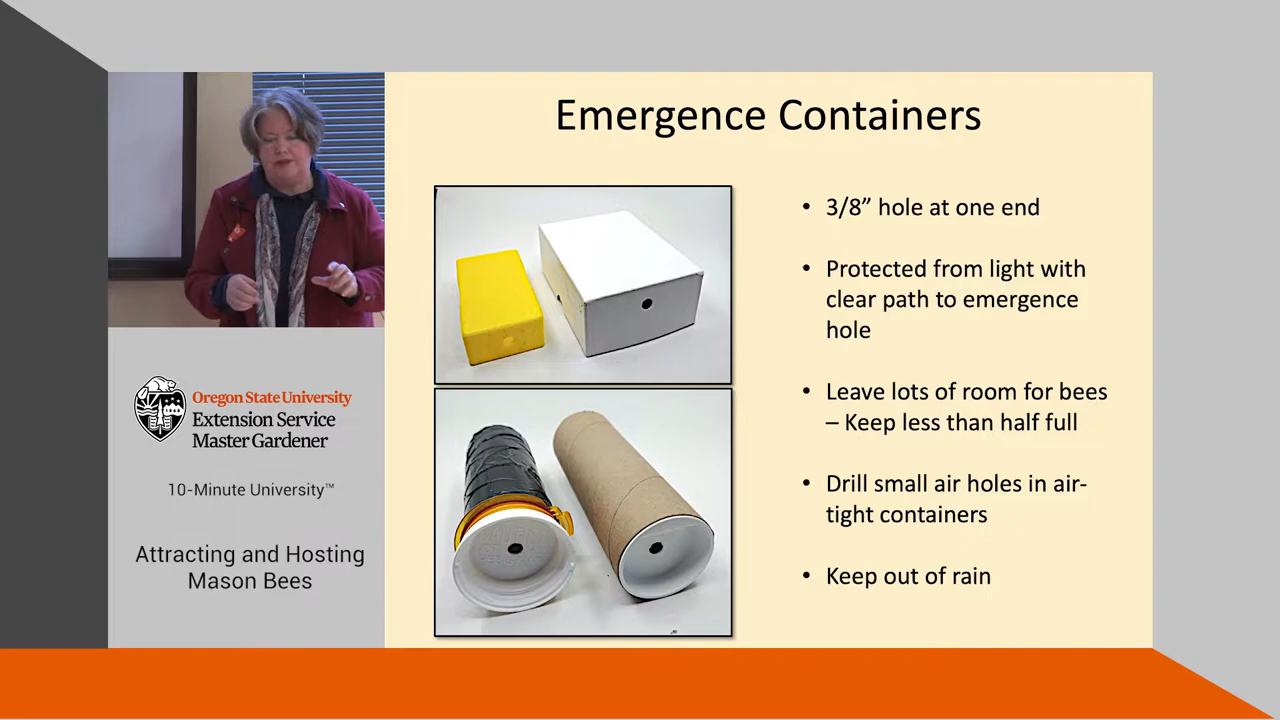 Emergence Containers
• 3/8” hole at one end
• Protected from light with
clear path to emergence
hole
• Leave lots of room for bees
– Keep less than half full
• Drill small air holes in air-
tight containers
• Keep out of rain
Oregon State University
Extension Service
Master Gardener
10-Minute University™
Attracting and Hosting
Mason Bees